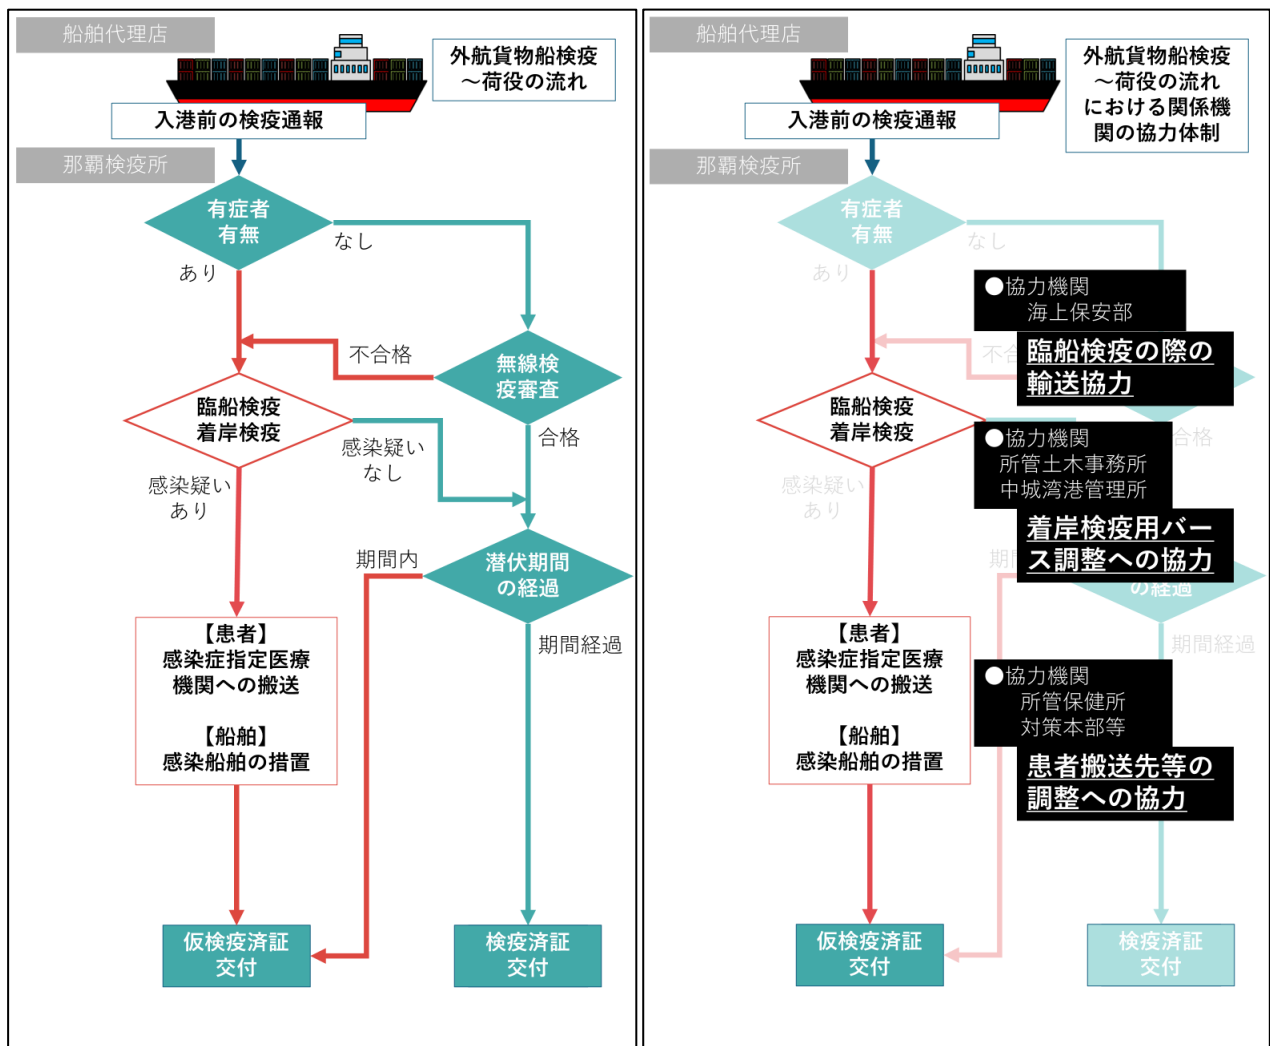 船舶代理店
外航貨物船検疫
～荷役の流れ
入港前の検疫通報
那覇検疫所
有症者
有無
なし
あり
不合格
無線検
疫審査
臨船検疫
着岸検疫
合格
感染疑い
なし
感染疑い
あり
期間内
潜伏期間
の経過
期間経過
【患者】
感染症指定医療
機関への搬送
【船舶】
感染船舶の措置
仮検疫済証
交付
検疫済証
交付
船舶代理店
外航貨物船検疫
～荷役の流れ
における関係機
関の協力体制
入港前の検疫通報
那覇検疫所
有症者
有無
なし
あり
●協力機関
海上保安部
臨船検疫の際の
輸送協力
不合
臨船検疫
着岸検疫
合格
●協力機関
所管土木事務所
中城湾港管理所
着岸検疫用バー
ス調整への協力
感染疑い
あり
期間
の経過
期間経過
【患者】
感染症指定医療
機関への搬送
【船舶】
感染船舶の措置
●協力機関
所管保健所
対策本部等
患者搬送先等の
調整への協力
仮検疫済証
交付
検疫済証
交付